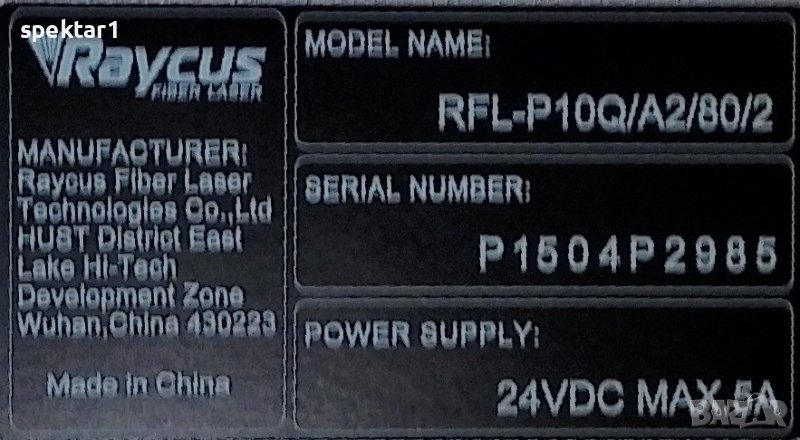 spektar1
Raycus
FIBER LASER
MANUFACTURER:
Raycus Fiber Laser
Technologies Co.,Ltd
HUST District East
Lake Hi-Tech
Development Zone
Wuhan,China 430223
Made in China
MODEL NAME:
RFL-P10Q/A2/80/2
SERIAL NUMBER:
P1504P2985
POWER SUPPLY:
24VDC MAX 5A
BAZAR